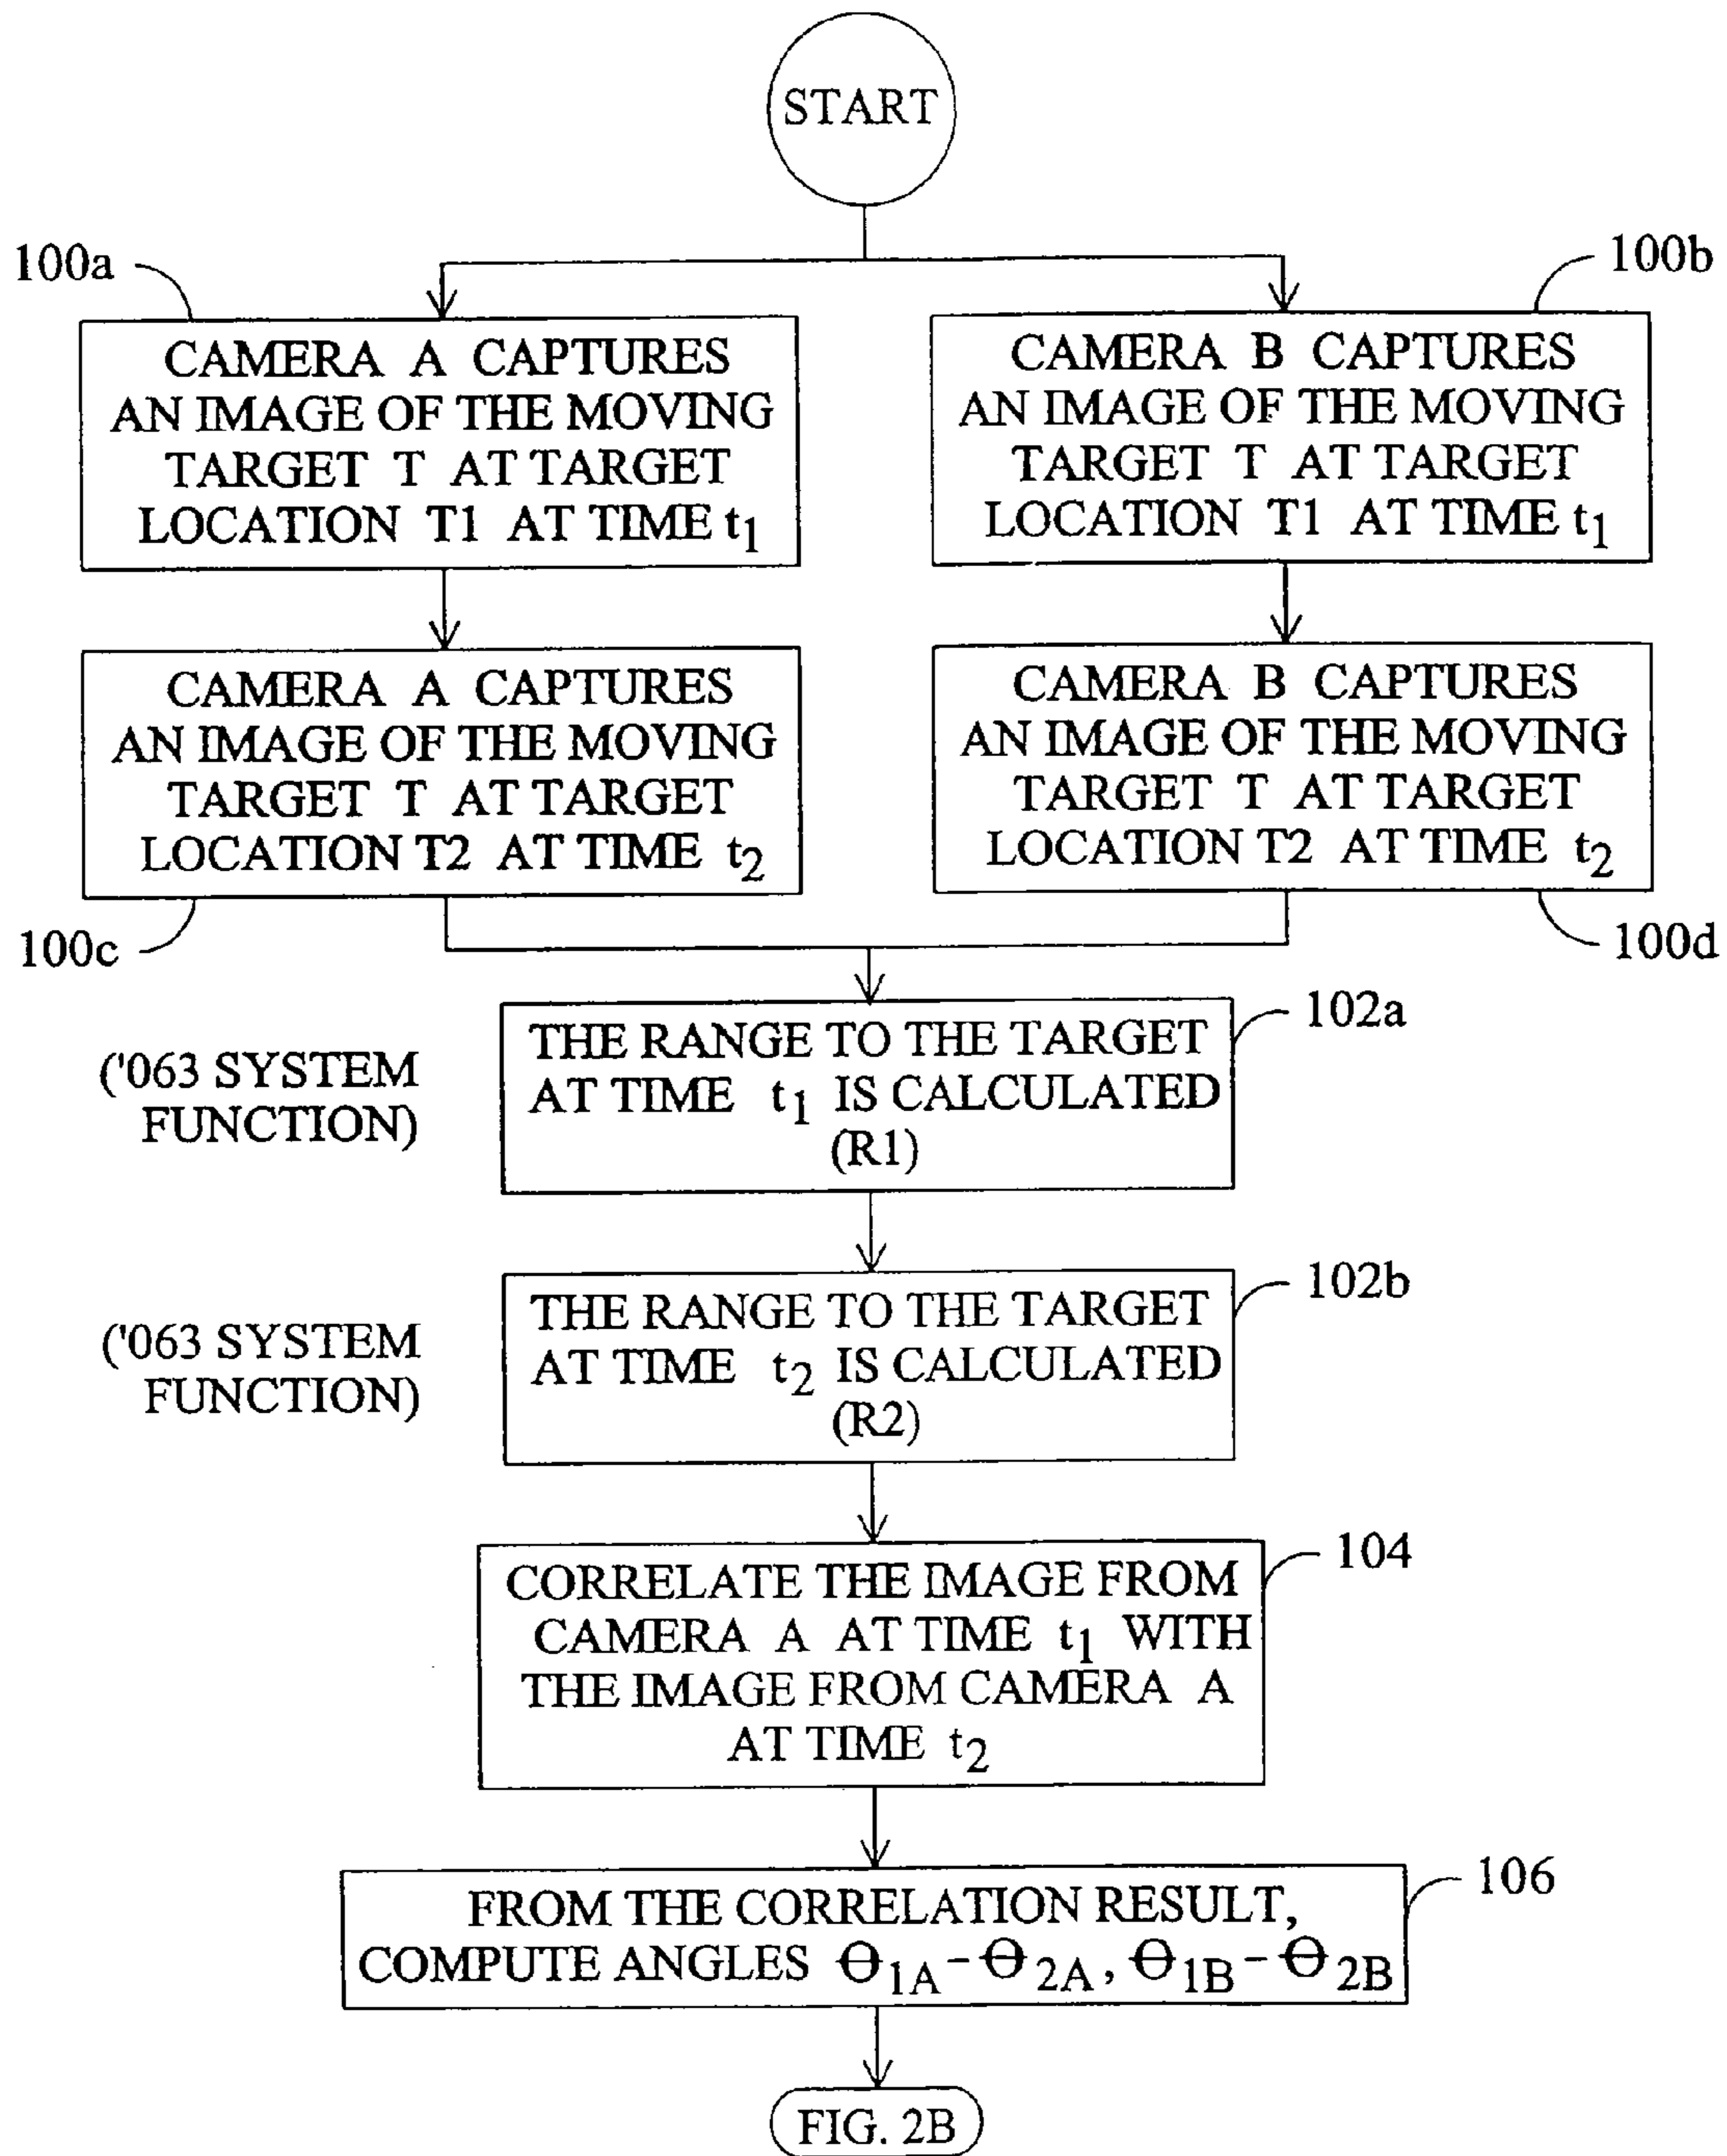 START
100a
100b
CAMERA A CAPTURES
AN IMAGE OF THE MOVING
TARGET T AT TARGET
LOCATION T1 AT TIME t1
CAMERA B CAPTURES
AN IMAGE OF THE MOVING
TARGET T AT TARGET
LOCATION T1 AT TIME t1
CAMERA A CAPTURES
AN IMAGE OF THE MOVING
TARGET T AT TARGET
LOCATION T2 AT TIME t2
CAMERA B CAPTURES
AN IMAGE OF THE MOVING
TARGET T AT TARGET
LOCATION T2 AT TIME t2
100c
100d
('063 SYSTEM
FUNCTION)
THE RANGE TO THE TARGET
AT TIME t1 IS CALCULATED
(R1)
102a
('063 SYSTEM
FUNCTION)
THE RANGE TO THE TARGET
AT TIME t2 IS CALCULATED
(R2)
102b
CORRELATE THE IMAGE FROM
CAMERA A AT TIME t1 WITH
THE IMAGE FROM CAMERA A
AT TIME t2
104
FROM THE CORRELATION RESULT,
COMPUTE ANGLES Θ1A-Θ2A, Θ1B-Θ2B
106
FIG. 2B